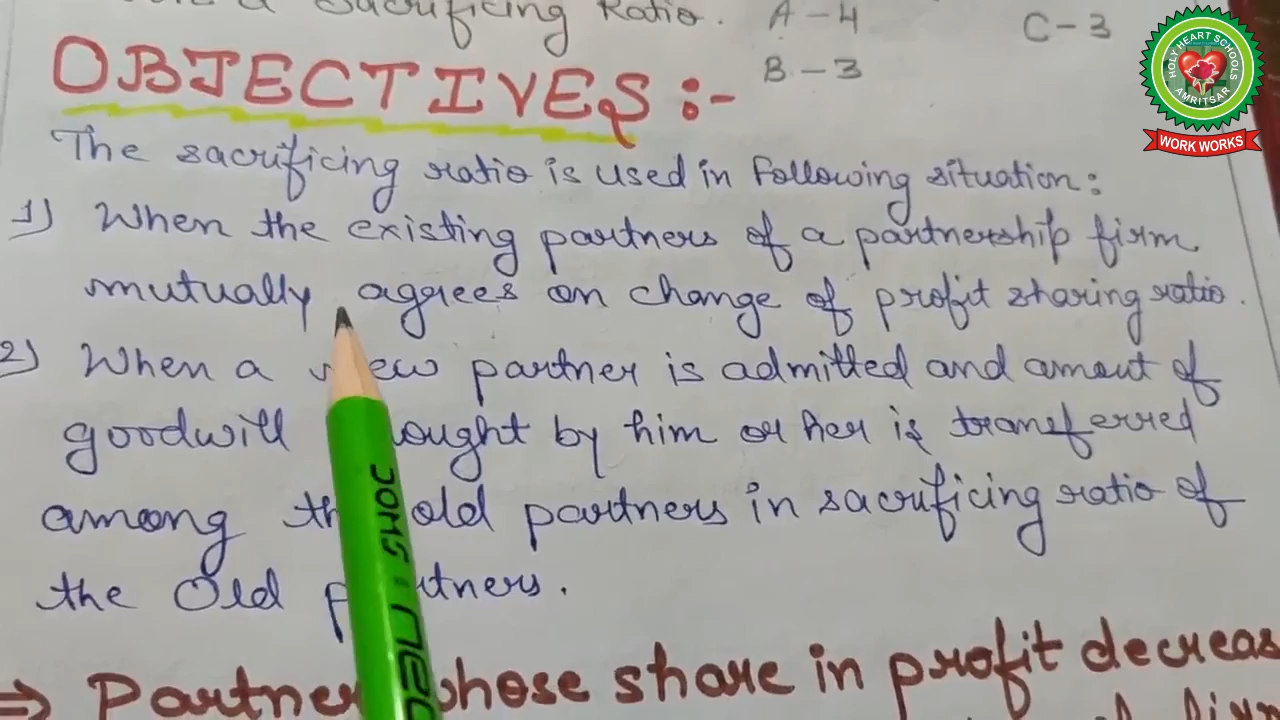 Sacrificing Ratio. A - 4 C - 3
B - 3
OBJECTIVES :-
The sacrificing ratio is used in following situation:
1) When the existing partners of a partnership firm
mutually aggrees on change of profit sharing ratio.
2) When a new partner is admitted and amout of
goodwill by him or her is transferred
among the old partners in sacrificing ratio of
the Old partners.
⇒ Partner whose share in profit decreas
HOLY HEART SCHOOLS
AMRITSAR
WORK WORKS